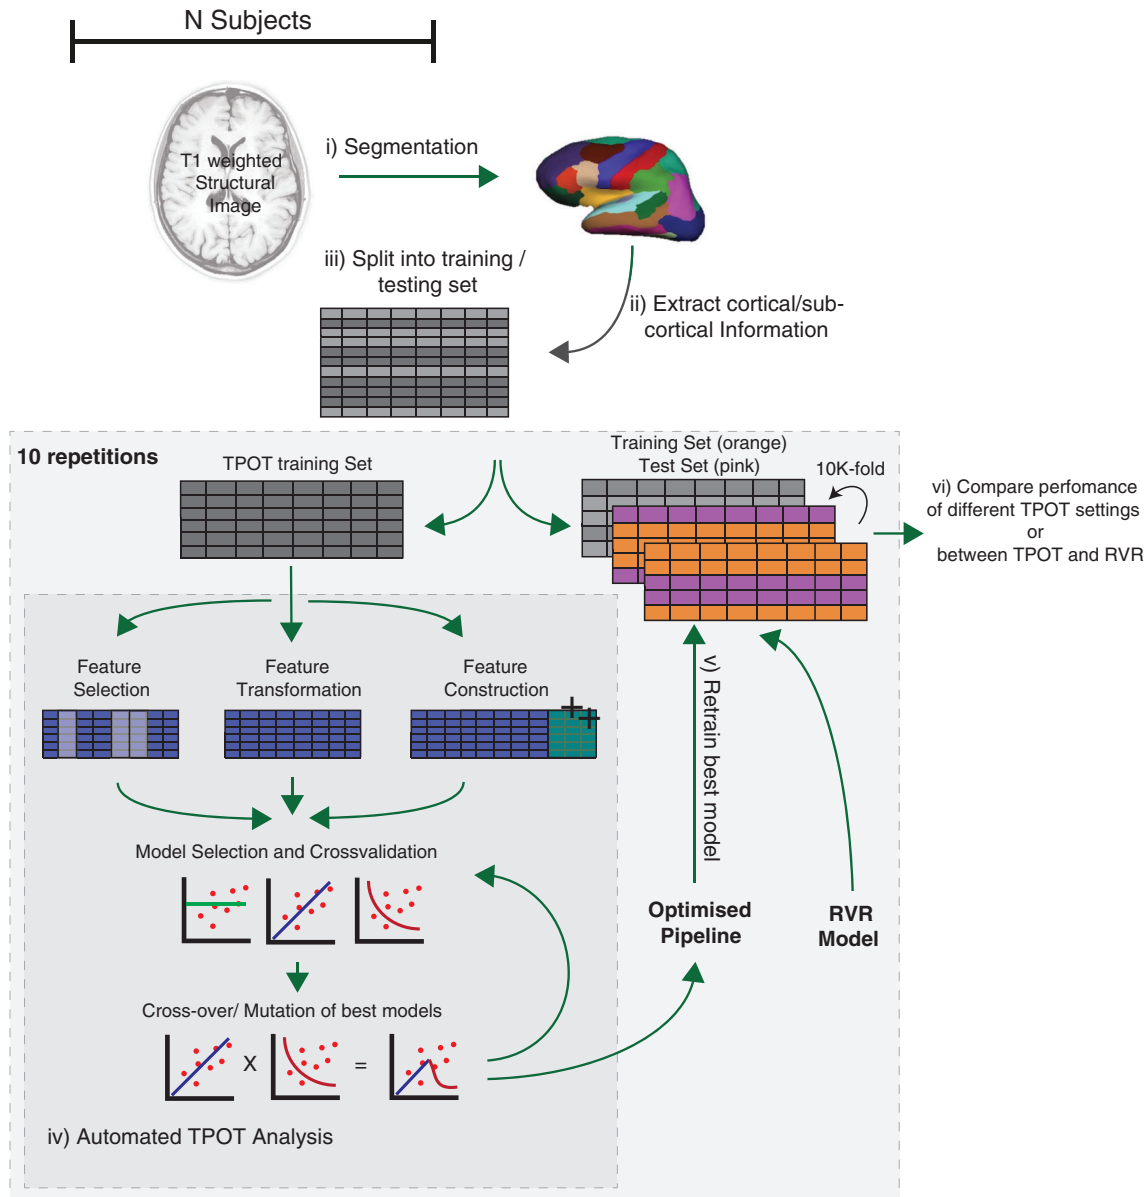 N Subjects
T1 weighted
Structural
Image
i) Segmentation
iii) Split into training /
testing set
ii) Extract cortical/sub-
cortical Information
10 repetitions
TPOT training Set
Training Set (orange)
Test Set (pink)
10K-fold
vi) Compare perfomance
of different TPOT settings
or
between TPOT and RVR
Feature
Selection
Feature
Transformation
Feature
Construction
v) Retrain best model
Model Selection and Crossvalidation
Optimised
Pipeline
RVR
Model
Cross-over/ Mutation of best models
X
=
iv) Automated TPOT Analysis